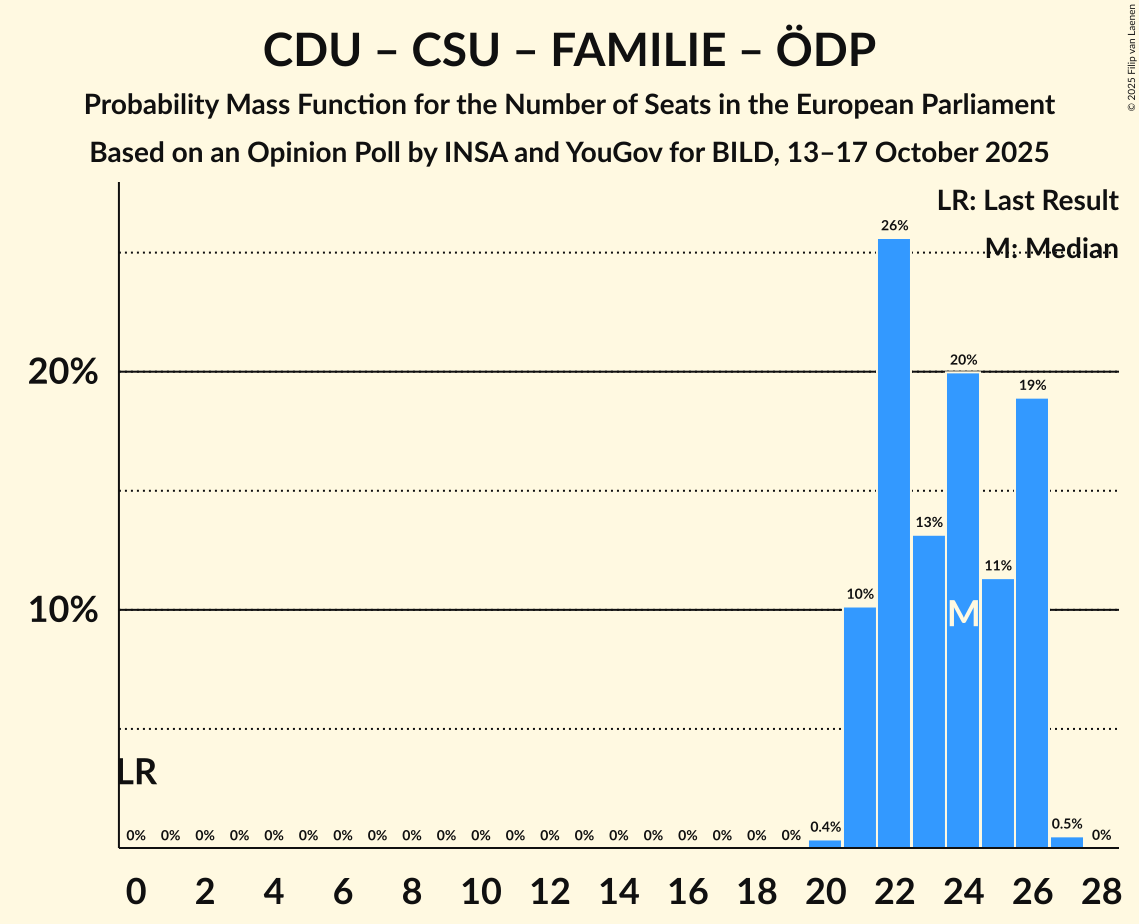 CDU – CSU – FAMILIE – ÖDP
Probability Mass Function for the Number of Seats in the European Parliament
Based on an Opinion Poll by INSA and YouGov for BILD, 13–17 October 2025
© 2025 Filip van Laenen
LR: Last Result
M: Median
26%
20%
20%
19%
13%
11%
10%
10%
M
LR
0% 0% 0% 0% 0% 0% 0% 0% 0% 0% 0% 0% 0% 0% 0% 0% 0% 0% 0% 0% 0.4% 0.5% 0%
0 2 4 6 8 10 12 14 16 18 20 22 24 26 28